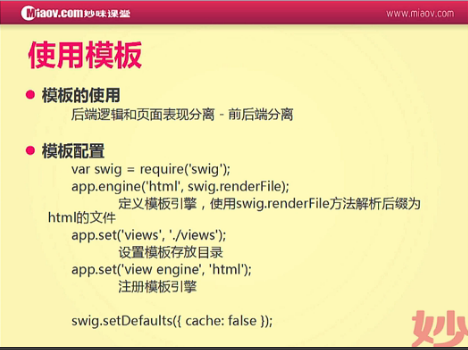 Miaov.com妙味课堂
www.miaov.com
使用模板
模板的使用
后端逻辑和页面表现分离 - 前后端分离
模板配置
var swig = require('swig');
app.engine('html', swig.renderFile);
定义模板引擎，使用swig.renderFile方法解析后缀为
html的文件
app.set('views', './views');
设置模板存放目录
app.set('view engine', 'html');
注册模板引擎
swig.setDefaults({ cache: false });
妙